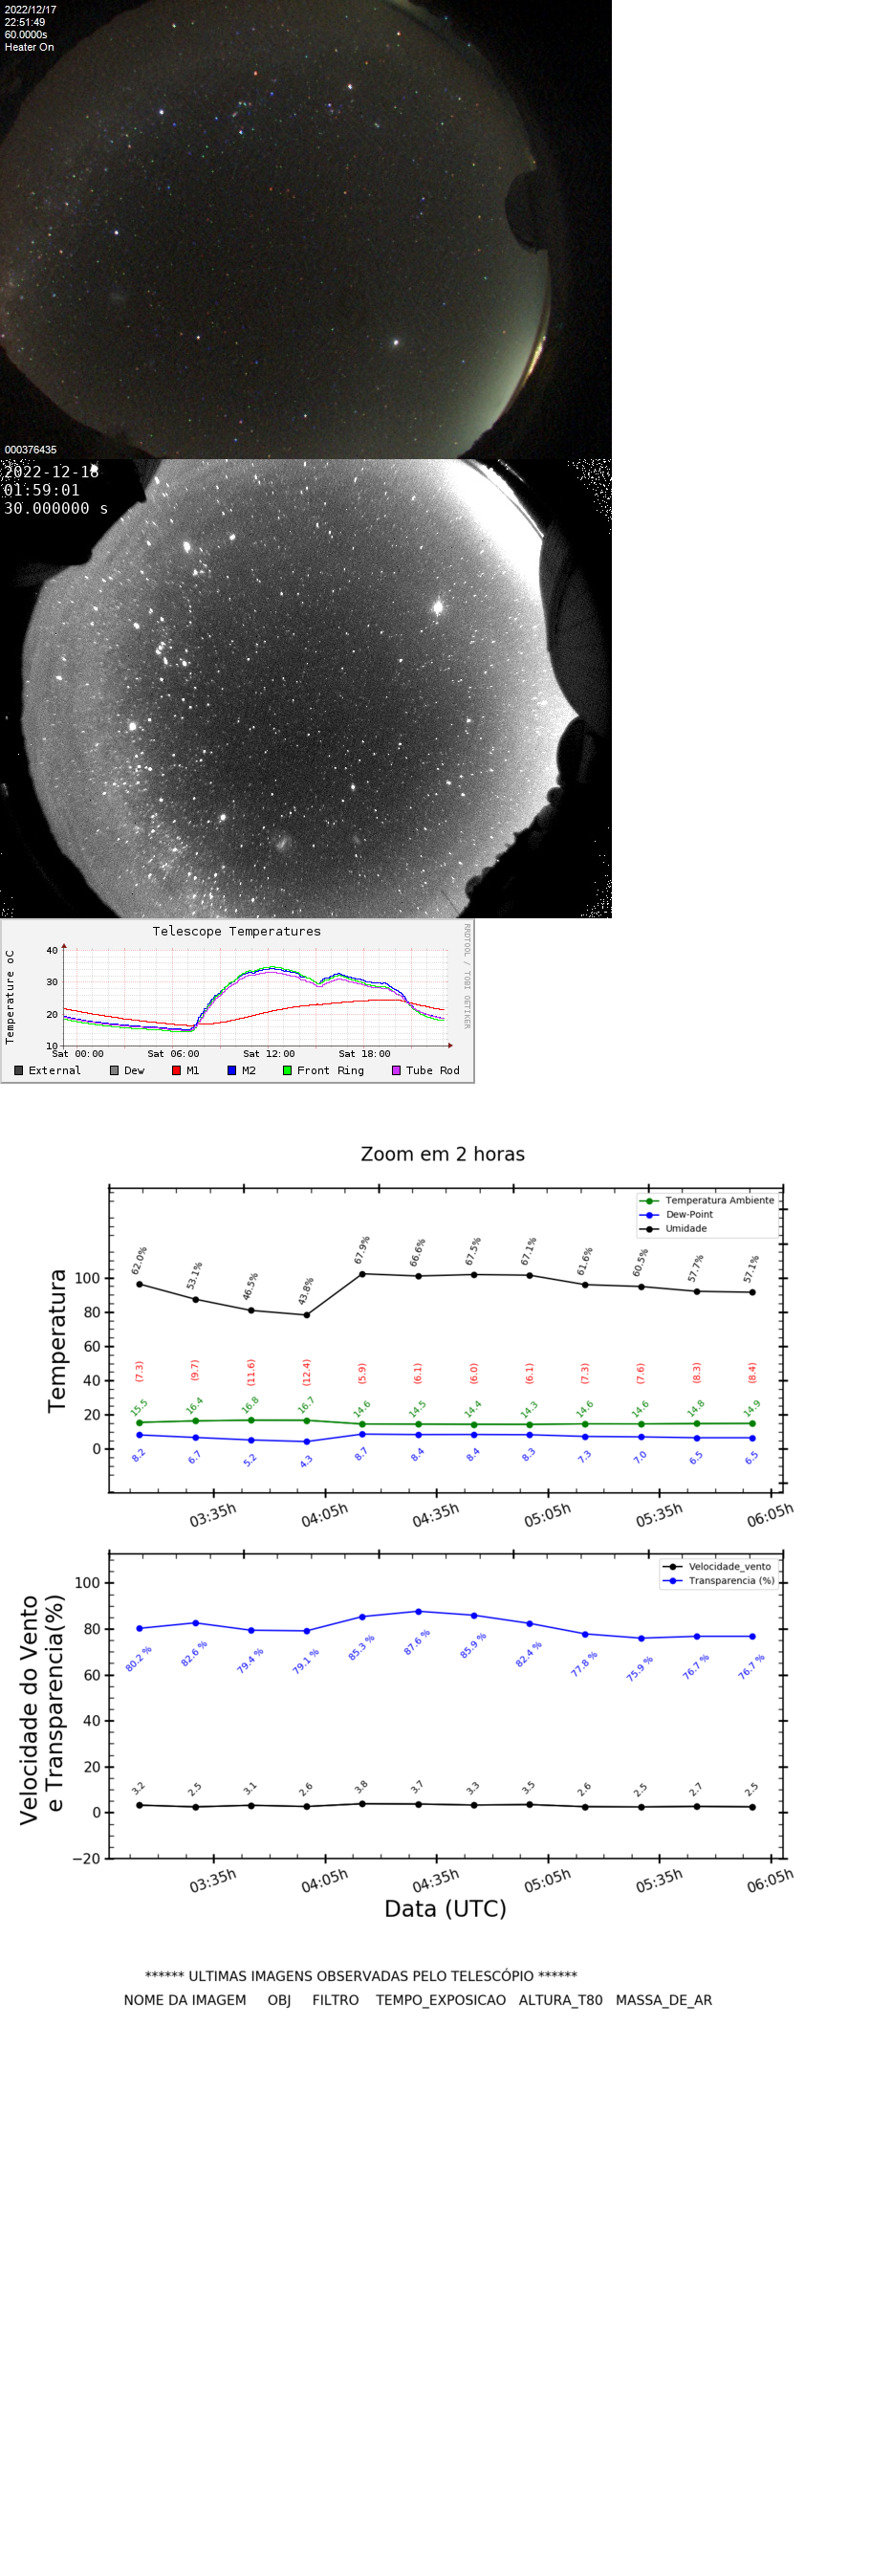 2022/12/17
22:51:49
60.0000s
Heater On
000376435
2022-12-18
01:59:01
30.000000 s
Telescope Temperatures
RRDTOOL / TOBI OETIKER
Temperature oC
40
30
20
10
Sat 00:00 Sat 06:00 Sat 12:00 Sat 18:00
External Dew M1 M2 Front Ring Tube Rod
Zoom em 2 horas
Temperatura Ambiente
Dew-Point
Umidade
Temperatura
100
80
60
40
20
0
62.0% 53.1% 46.5% 43.8% 67.9% 66.6% 67.5% 67.1% 61.6% 60.5% 57.7% 57.1%
(7.3) (9.7) (11.6) (12.4) (5.9) (6.1) (6.0) (6.1) (7.3) (7.6) (8.3) (8.4)
15.5 16.4 16.8 16.7 14.6 14.5 14.4 14.3 14.6 14.6 14.8 14.9
8.2 6.7 5.2 4.3 8.7 8.4 8.4 8.3 7.3 7.0 6.5 6.5
03:35h 04:05h 04:35h 05:05h 05:35h 06:05h
Velocidade_vento
Transparencia (%)
Velocidade do Vento
e Transparencia(%)
100
80
60
40
20
0
−20
80.2 % 82.6 % 79.4 % 79.1 % 85.3 % 87.6 % 85.9 % 82.4 % 77.8 % 75.9 % 76.7 % 76.7 %
3.2 2.5 3.1 2.6 3.8 3.7 3.3 3.5 2.6 2.5 2.7 2.5
03:35h 04:05h 04:35h 05:05h 05:35h 06:05h
Data (UTC)
****** ULTIMAS IMAGENS OBSERVADAS PELO TELESCÓPIO ******
NOME DA IMAGEM OBJ FILTRO TEMPO_EXPOSICAO ALTURA_T80 MASSA_DE_AR